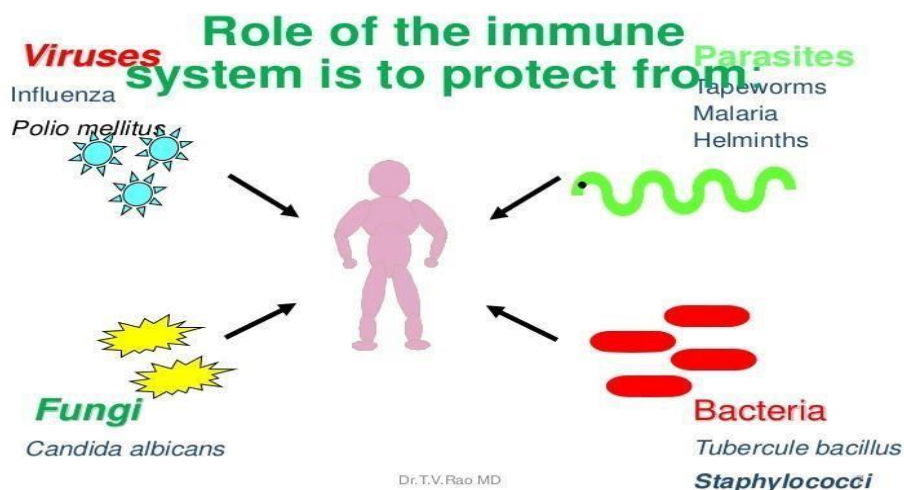 Role of the immune
system is to protect from:
Viruses
Influenza
Polio mellitus
Parasites
Tapeworms
Malaria
Helminths
Fungi
Candida albicans
Bacteria
Tubercule bacillus
Staphylococci
Dr.T.V.Rao MD